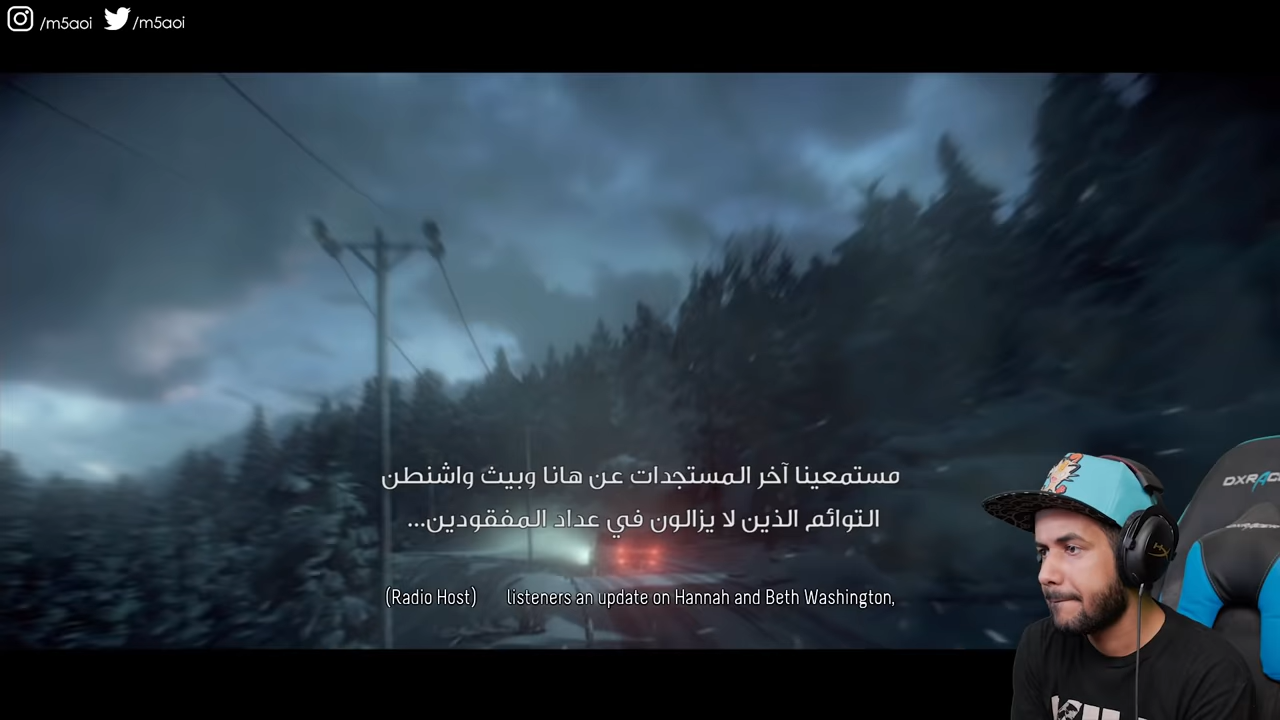 /m5aoi /m5aoi
مستمعينا آخر المستجدات عن هانا وبيث واشنطن
التوائم الذين لا يزالون في عداد المفقودين...
(Radio Host) listeners an update on Hannah and Beth Washington,
DXRACER